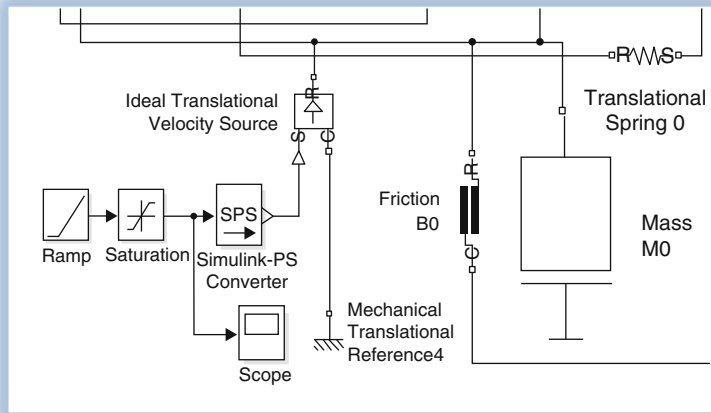 R
S
Translational
Spring 0
Ideal Translational
Velocity Source
R
S
C
Friction
B0
R
C
Mass
M0
Ramp
Saturation
SPS
Simulink-PS
Converter
Scope
Mechanical
Translational
Reference4